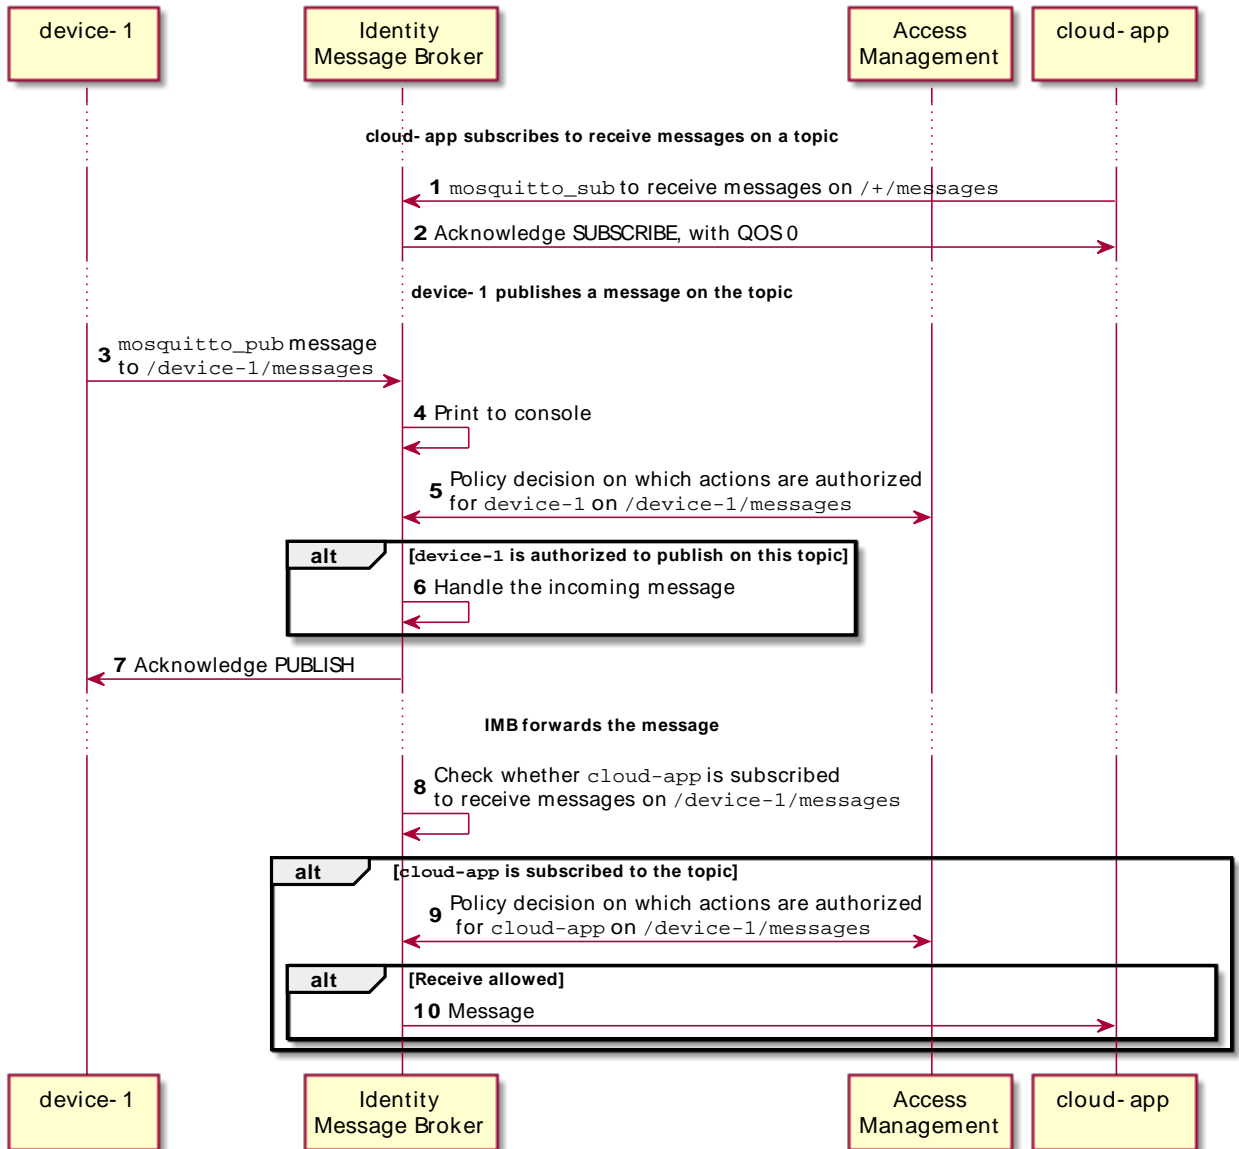 device-1
Identity
Message Broker
Access
Management
cloud-app
cloud-app subscribes to receive messages on a topic
1 mosquitto_sub to receive messages on /+/messages
2 Acknowledge SUBSCRIBE, with QOS 0
device-1 publishes a message on the topic
3 mosquitto_pub message
to /device-1/messages
4 Print to console
5 Policy decision on which actions are authorized
for device-1 on /device-1/messages
alt [device-1 is authorized to publish on this topic]
6 Handle the incoming message
7 Acknowledge PUBLISH
IMB forwards the message
8 Check whether cloud-app is subscribed
to receive messages on /device-1/messages
alt [cloud-app is subscribed to the topic]
9 Policy decision on which actions are authorized
for cloud-app on /device-1/messages
alt [Receive allowed]
10 Message
device-1
Identity
Message Broker
Access
Management
cloud-app